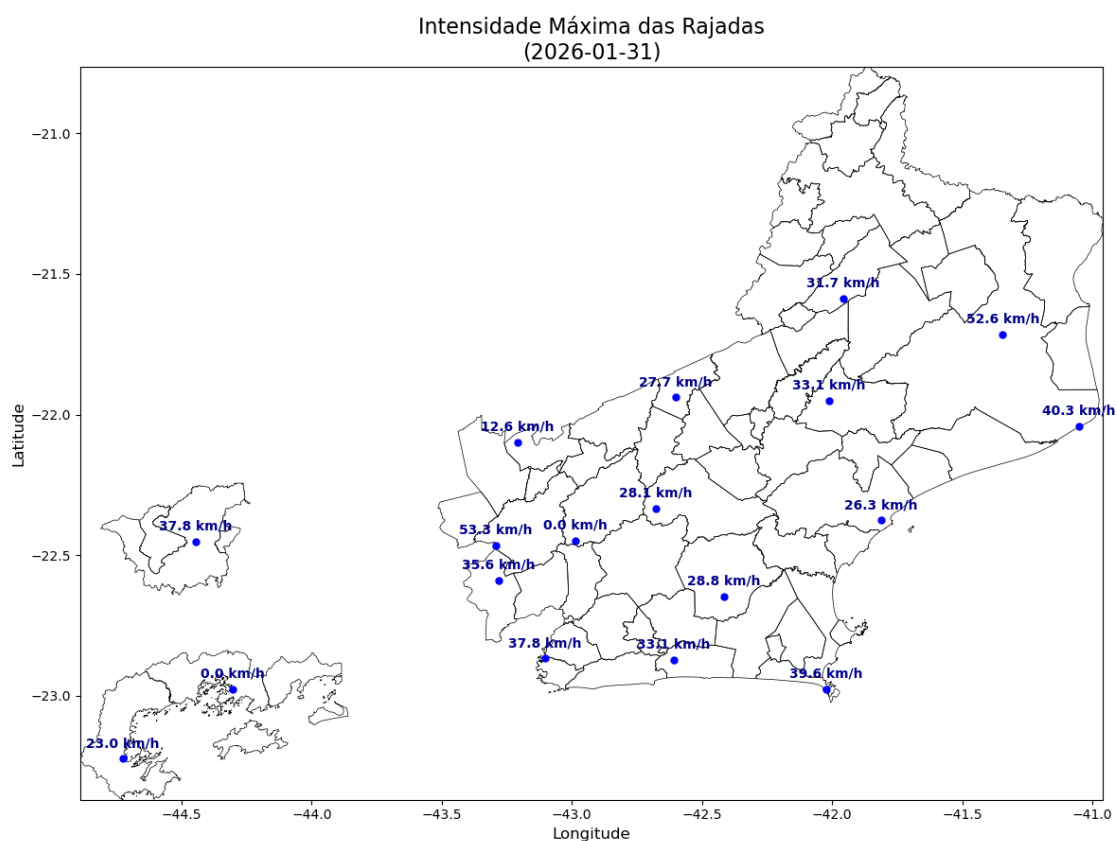 Intensidade Máxima das Rajadas
(2026-01-31)
−21.0
−21.5
−22.0
−22.5
−23.0
Latitude
31.7 km/h
52.6 km/h
27.7 km/h
33.1 km/h
40.3 km/h
12.6 km/h
28.1 km/h
26.3 km/h
37.8 km/h
53.3 km/h
0.0 km/h
35.6 km/h
28.8 km/h
37.8 km/h
33.1 km/h
0.0 km/h
39.6 km/h
23.0 km/h
−44.5
−44.0
−43.5
−43.0
−42.5
−42.0
−41.5
−41.0
Longitude